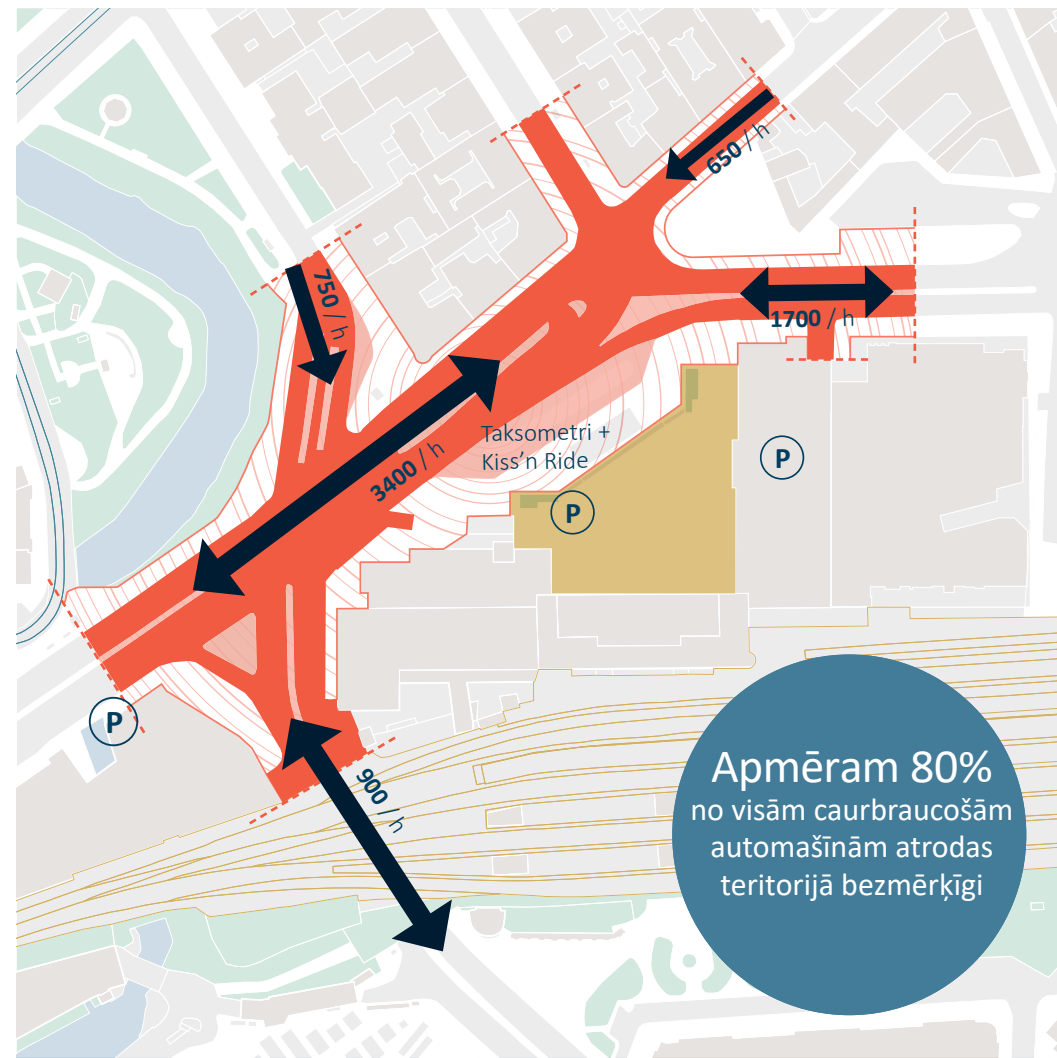 650 / h
750 / h
1700 / h
3400 / h
Taksometri +
Kiss'n Ride
P
P
P
900 / h
Apmēram 80%
no visām caurbraucošām
automašīnām atrodas
teritorijā bezmērķīgi